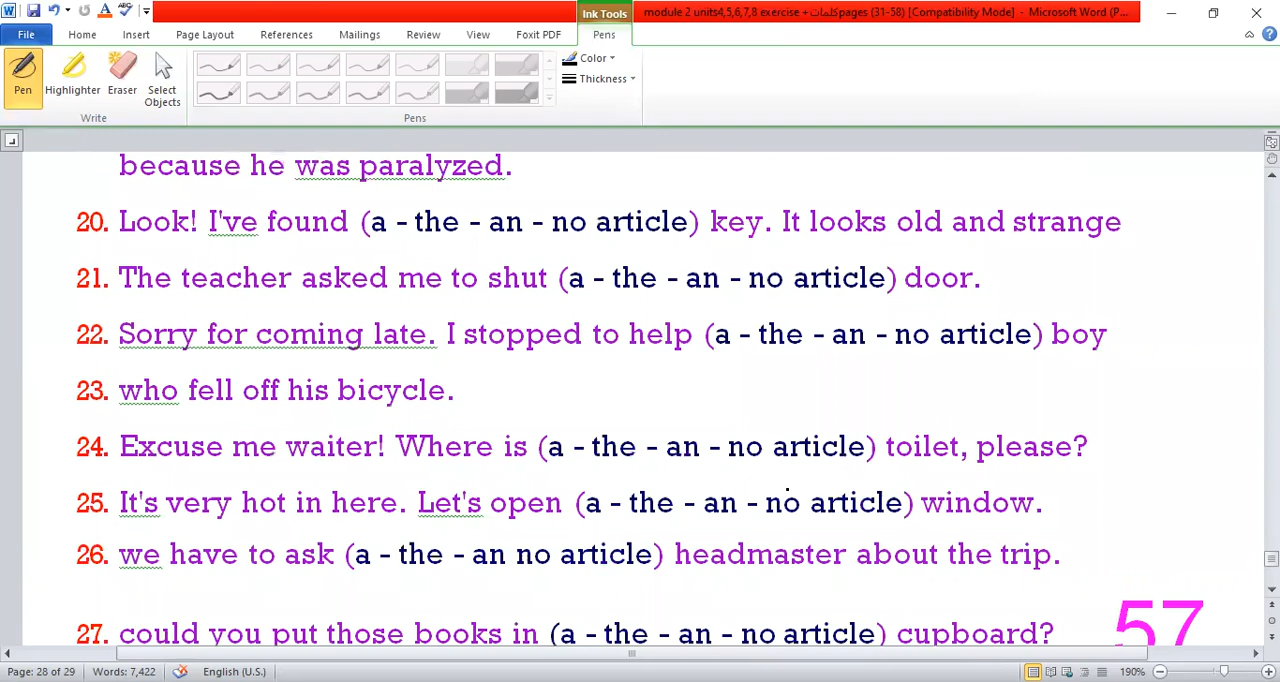 Ink Tools
module 2 units4,5,6,7,8 exercise + كلمات pages (31-58) [Compatibility Mode] - Microsoft Word (P...
File Home Insert Page Layout References Mailings Review View Foxit PDF Pens
Pen Highlighter Eraser Select Objects
Color
Thickness
Write Pens
because he was paralyzed.
20. Look! I've found (a - the - an - no article) key. It looks old and strange
21. The teacher asked me to shut (a - the - an - no article) door.
22. Sorry for coming late. I stopped to help (a - the - an - no article) boy
23. who fell off his bicycle.
24. Excuse me waiter! Where is (a - the - an - no article) toilet, please?
25. It's very hot in here. Let's open (a - the - an - no article) window.
26. we have to ask (a - the - an no article) headmaster about the trip.
57
27. could you put those books in (a - the - an - no article) cupboard?
Page: 28 of 29 Words: 7,422 English (U.S.) 190%